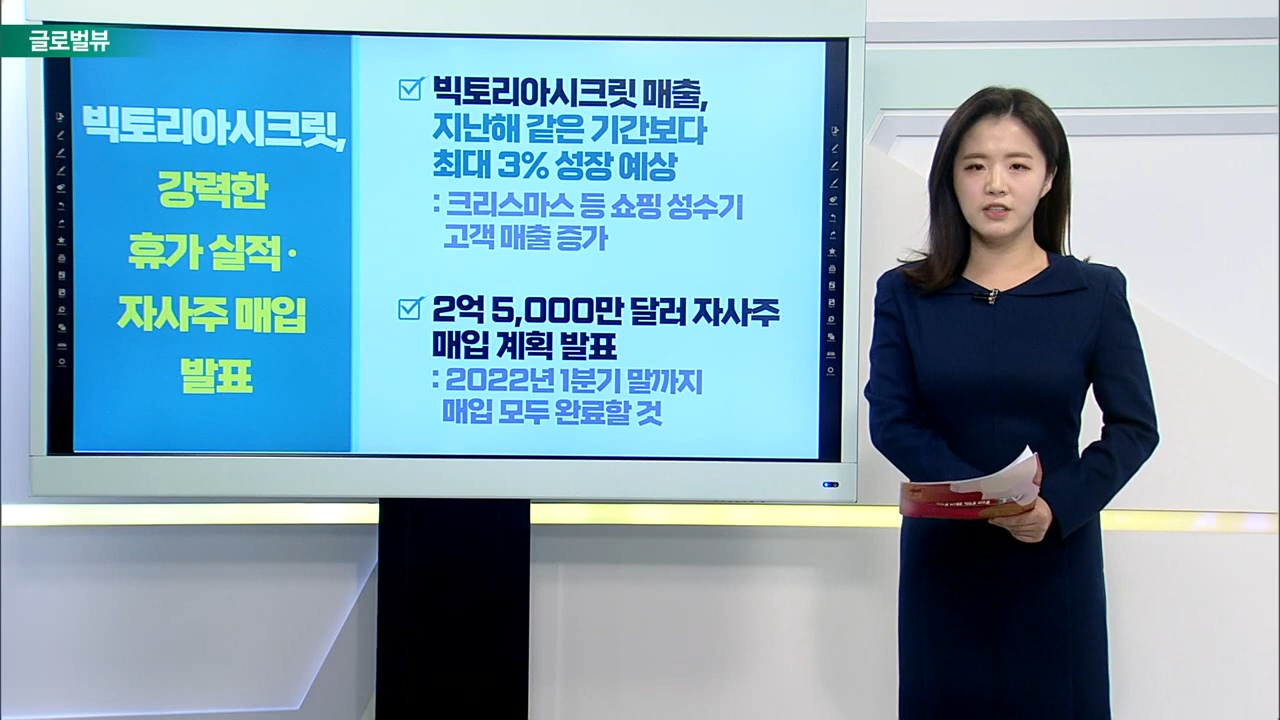 글로벌뷰
빅토리아시크릿,
강력한
휴가 실적·
자사주 매입
발표
빅토리아시크릿 매출,
지난해 같은 기간보다
최대 3% 성장 예상
: 크리스마스 등 쇼핑 성수기
고객 매출 증가
2억 5,000만 달러 자사주
매입 계획 발표
: 2022년 1분기 말까지
매입 모두 완료할 것